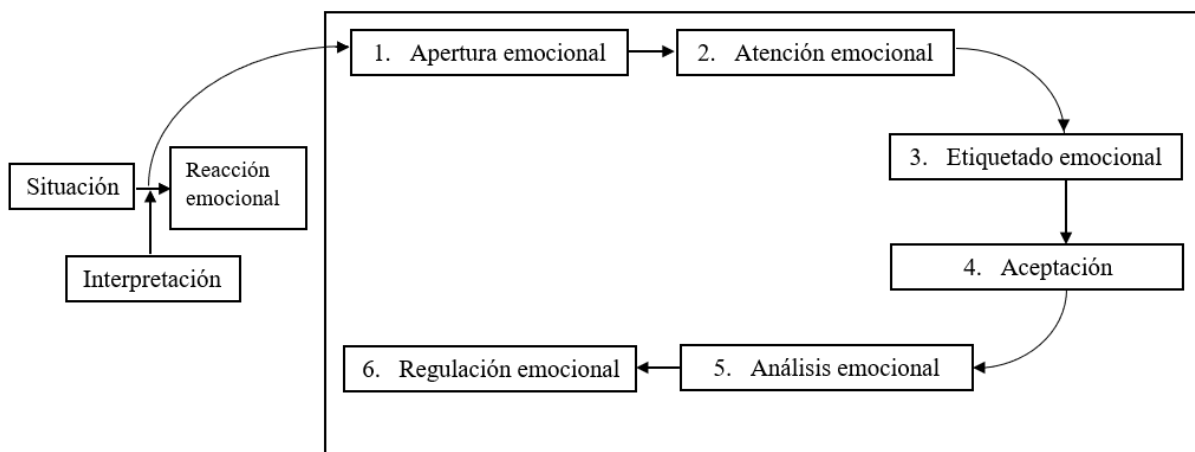 1. Apertura emocional
2. Atención emocional
3. Etiquetado emocional
Situación
Reacción
emocional
Interpretación
4. Aceptación
5. Análisis emocional
6. Regulación emocional